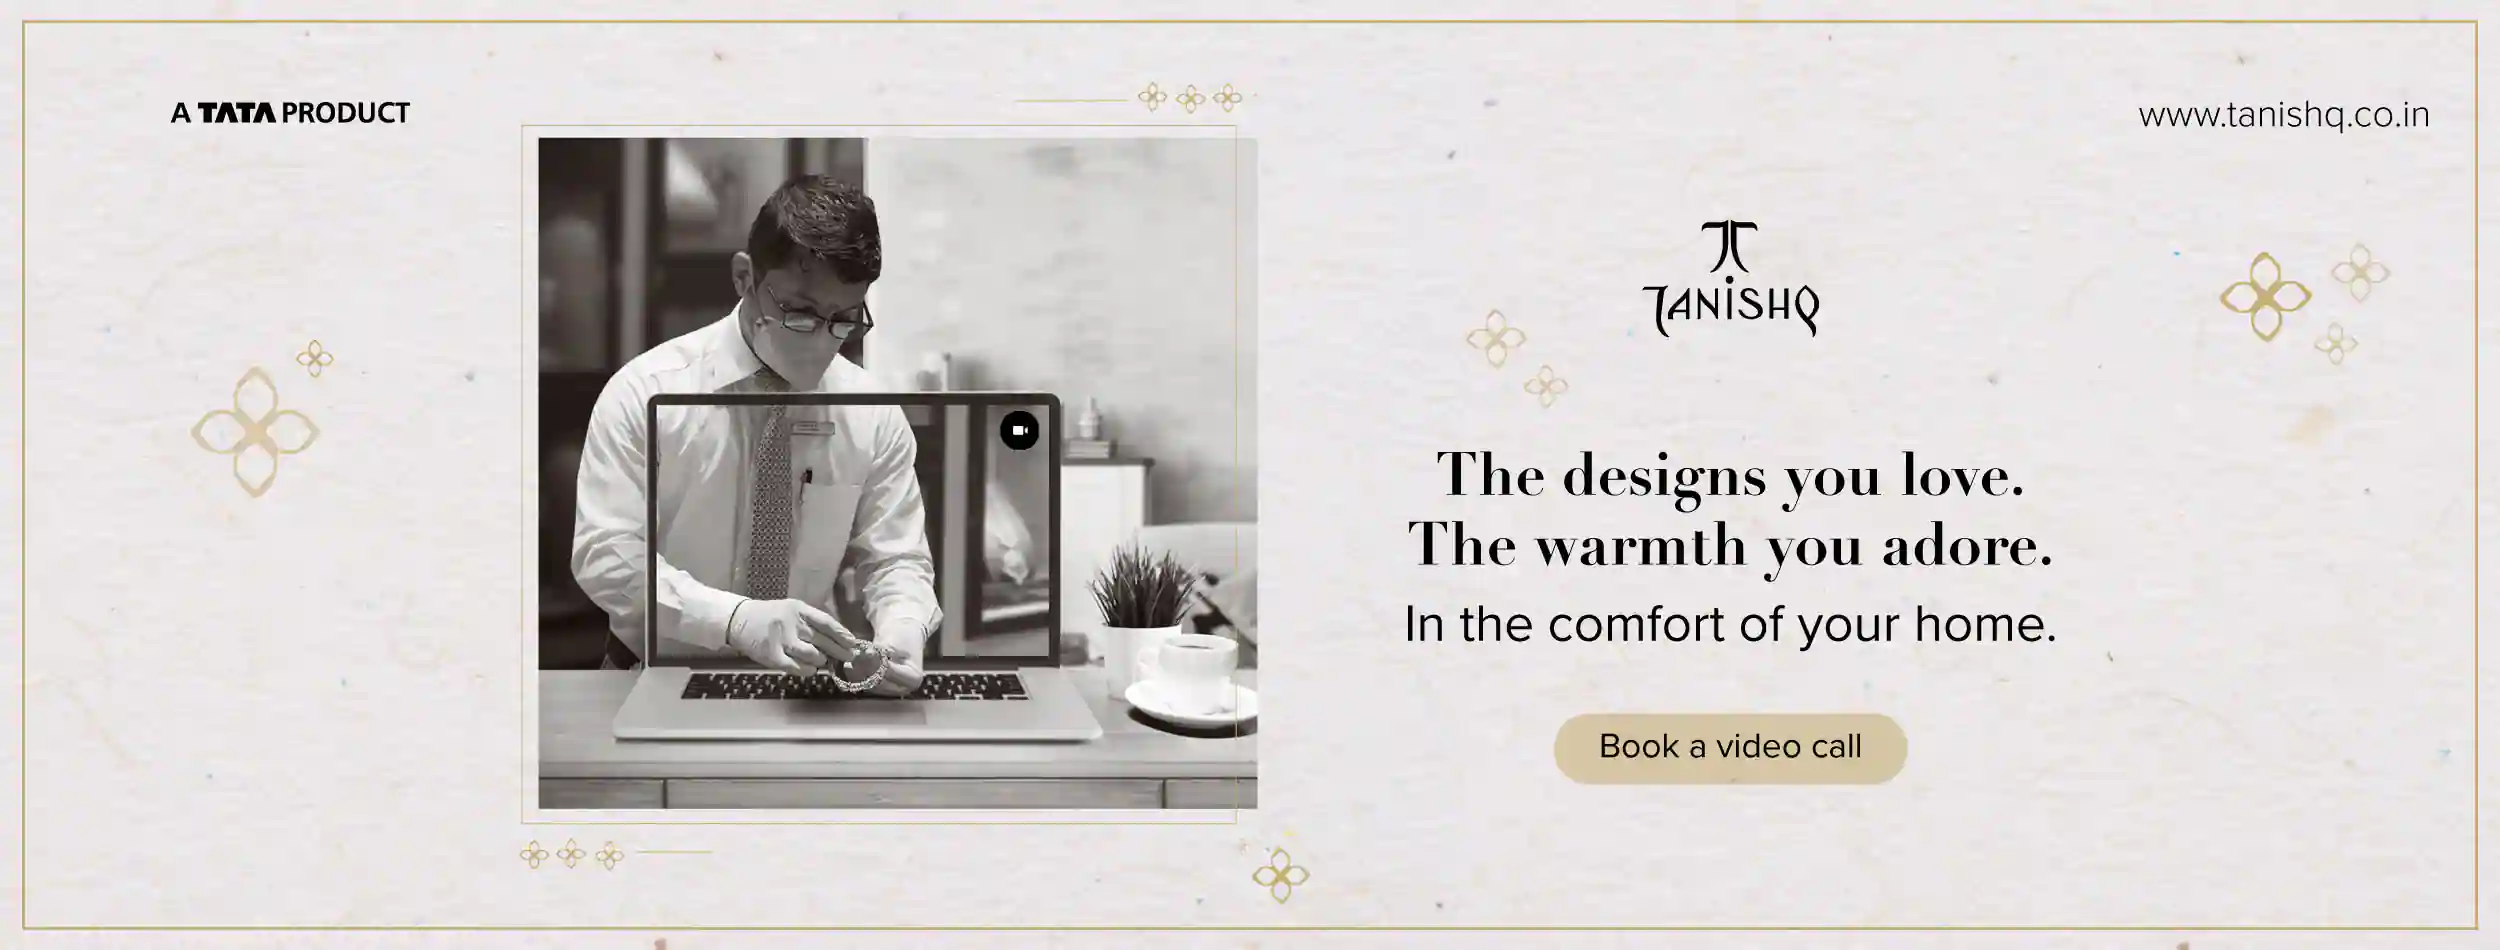 A TATA PRODUCT
www.tanishq.co.in
TANISHQ
The designs you love.
The warmth you adore.
In the comfort of your home.
Book a video call